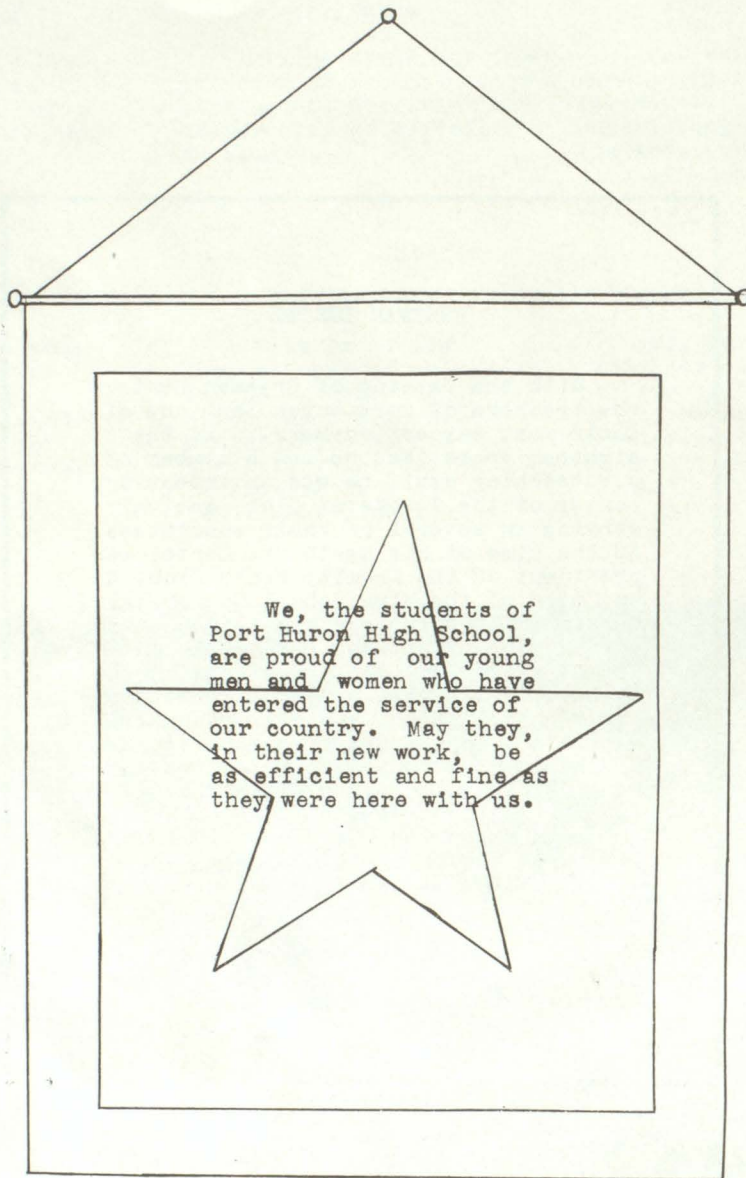 We, the students of
Port Huron High School,
are proud of our young
men and women who have
entered the service of
our country. May they,
in their new work, be
as efficient and fine as
they were here with us.